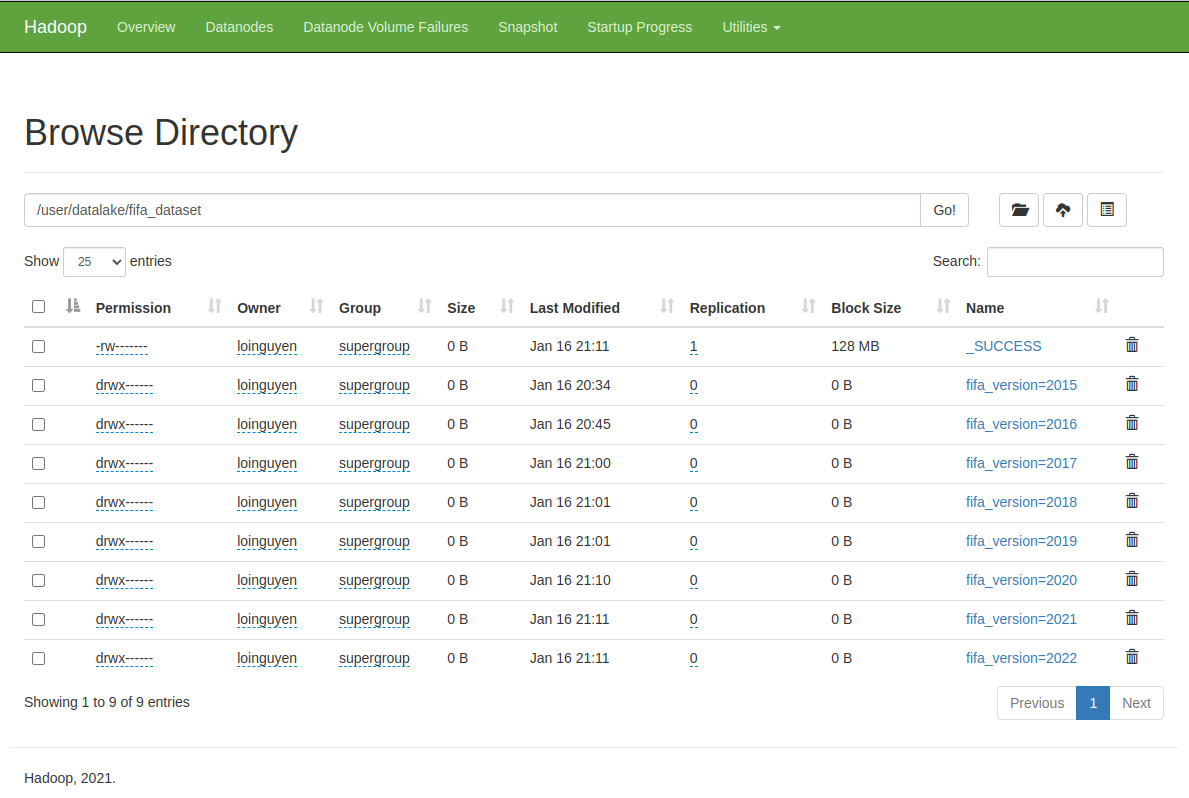 Hadoop Overview Datanodes Datanode Volume Failures Snapshot Startup Progress Utilities
Browse Directory
/user/datalake/fifa_dataset Go!
Show 25 entries Search:
Permission Owner Group Size Last Modified Replication Block Size Name
-rw------- loinguyen supergroup 0 B Jan 16 21:11 1 128 MB _SUCCESS
drwx------ loinguyen supergroup 0 B Jan 16 20:34 0 0 B fifa_version=2015
drwx------ loinguyen supergroup 0 B Jan 16 20:45 0 0 B fifa_version=2016
drwx------ loinguyen supergroup 0 B Jan 16 21:00 0 0 B fifa_version=2017
drwx------ loinguyen supergroup 0 B Jan 16 21:01 0 0 B fifa_version=2018
drwx------ loinguyen supergroup 0 B Jan 16 21:01 0 0 B fifa_version=2019
drwx------ loinguyen supergroup 0 B Jan 16 21:10 0 0 B fifa_version=2020
drwx------ loinguyen supergroup 0 B Jan 16 21:11 0 0 B fifa_version=2021
drwx------ loinguyen supergroup 0 B Jan 16 21:11 0 0 B fifa_version=2022
Showing 1 to 9 of 9 entries Previous 1 Next
Hadoop, 2021.